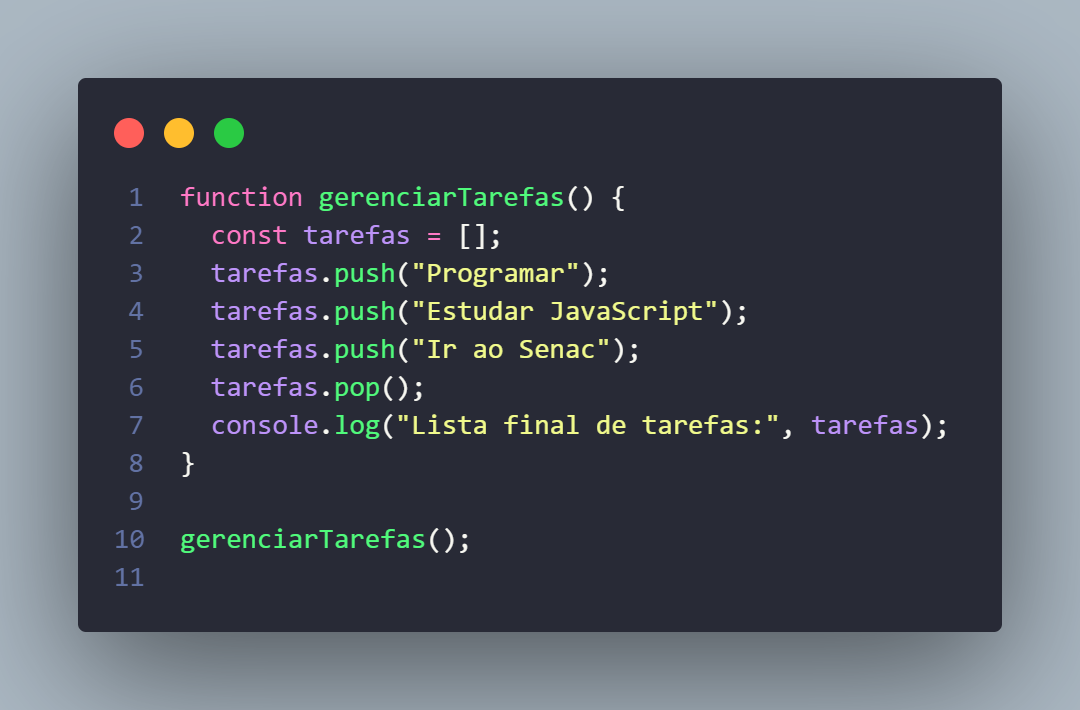 1 function gerenciarTarefas() {
2   const tarefas = [];
3   tarefas.push("Programar");
4   tarefas.push("Estudar JavaScript");
5   tarefas.push("Ir ao Senac");
6   tarefas.pop();
7   console.log("Lista final de tarefas:", tarefas);
8 }
9
10 gerenciarTarefas();
11